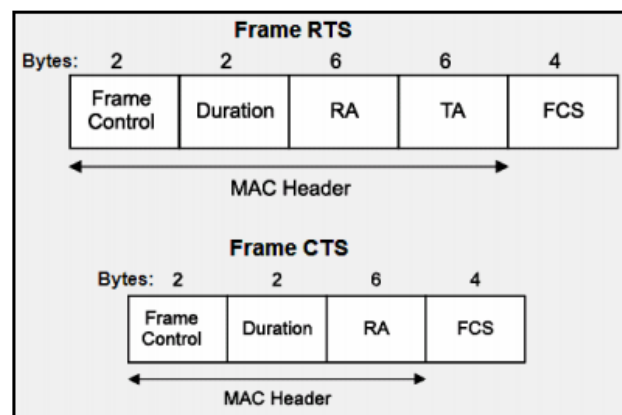 Frame RTS
Bytes: 2 2 6 6 4
Frame Control Duration RA TA FCS
MAC Header
Frame CTS
Bytes: 2 2 6 4
Frame Control Duration RA FCS
MAC Header